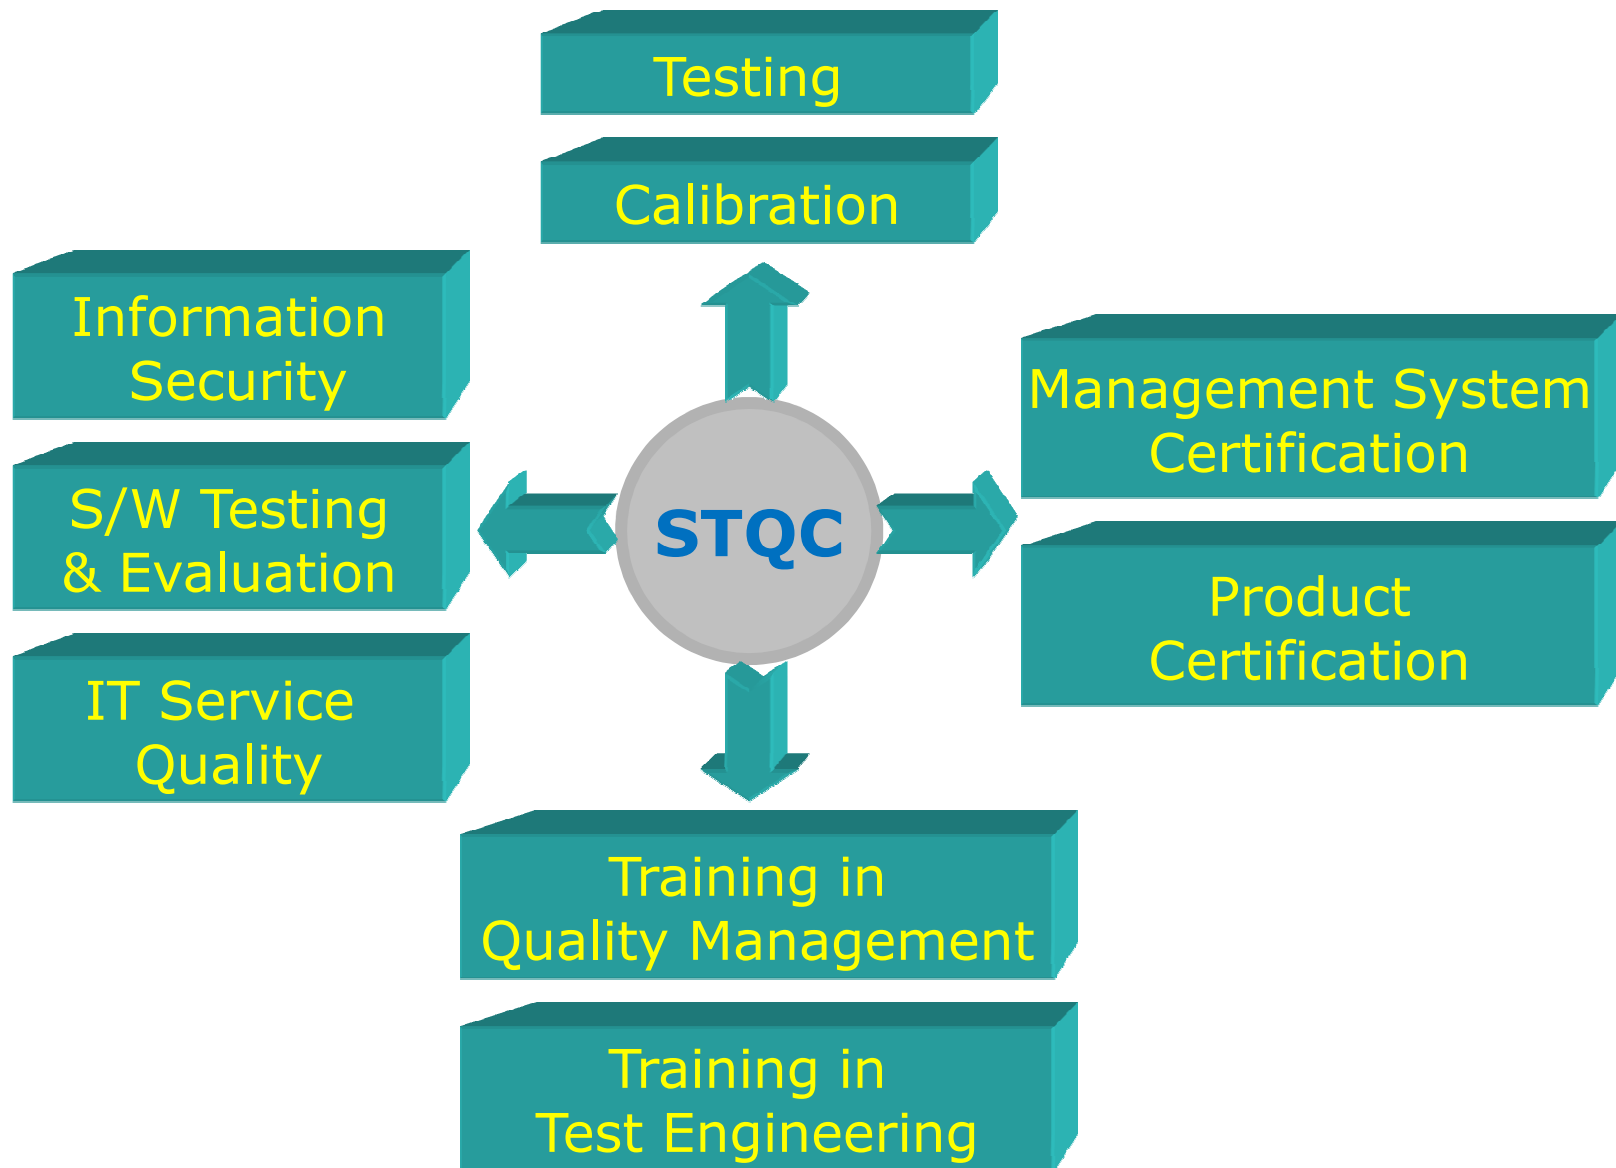 Testing
Calibration
Information
Security
S/W Testing
& Evaluation
IT Service
Quality
STQC
Management System
Certification
Product
Certification
Training in
Quality Management
Training in
Test Engineering